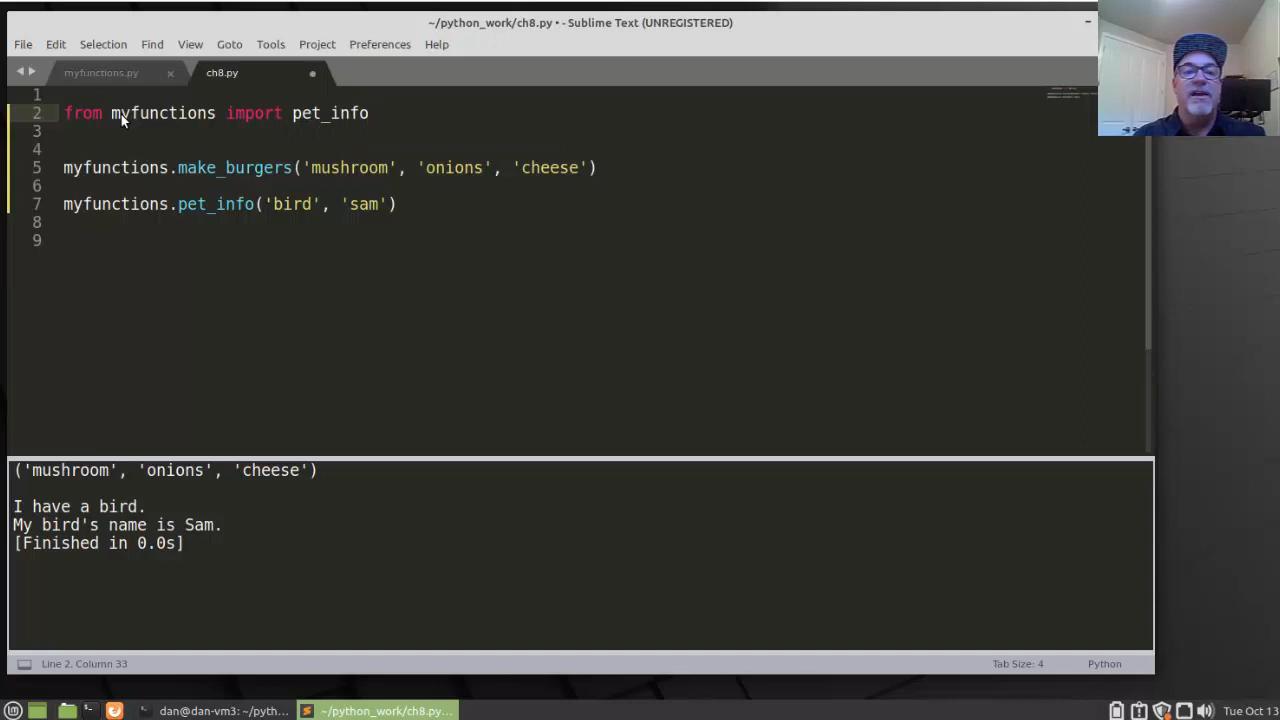 ~/python_work/ch8.py • - Sublime Text (UNREGISTERED)
File Edit Selection Find View Goto Tools Project Preferences Help
myfunctions.py × ch8.py
1
2 from myfunctions import pet_info
3
4
5 myfunctions.make_burgers('mushroom', 'onions', 'cheese')
6
7 myfunctions.pet_info('bird', 'sam')
8
9
('mushroom', 'onions', 'cheese')
I have a bird.
My bird's name is Sam.
[Finished in 0.0s]
Line 2, Column 33 Tab Size: 4 Python
dan@dan-vm3: ~/pyth... ~/python_work/ch8.py... Tue Oct 13